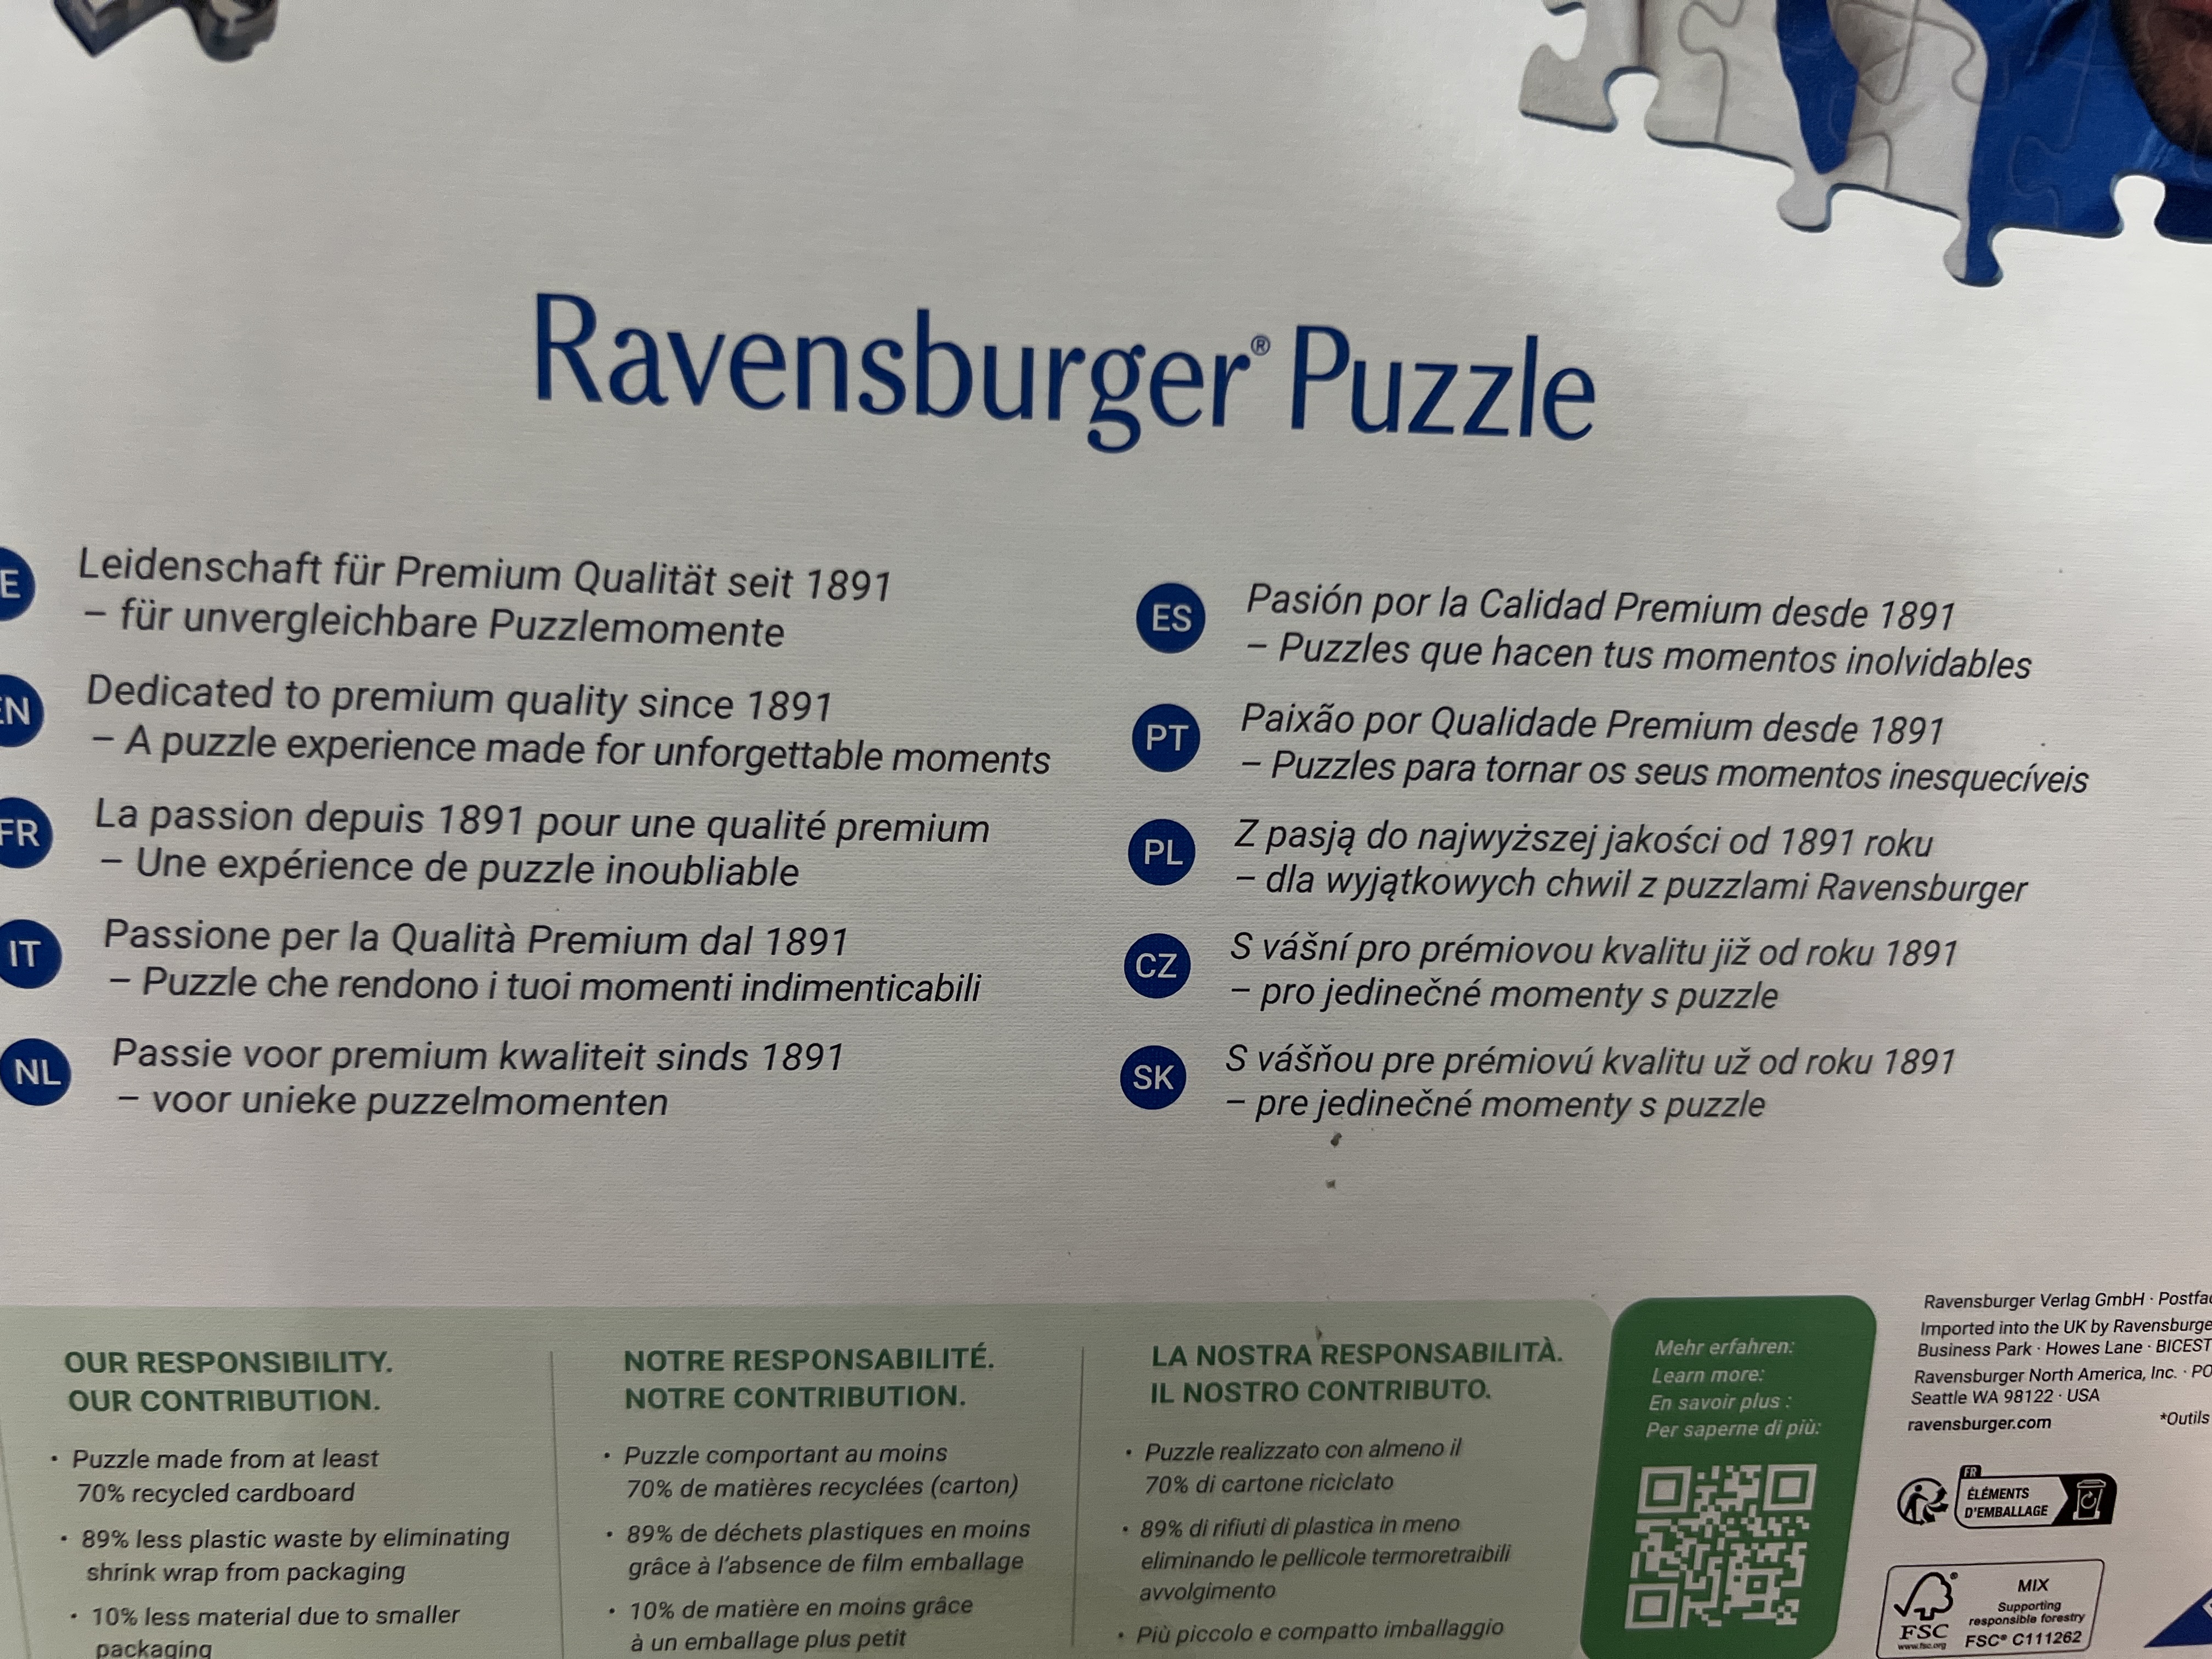 Ravensburger® Puzzle
E
Leidenschaft für Premium Qualität seit 1891
– für unvergleichbare Puzzlemomente
EN
Dedicated to premium quality since 1891
– A puzzle experience made for unforgettable moments
FR
La passion depuis 1891 pour une qualité premium
– Une expérience de puzzle inoubliable
IT
Passione per la Qualità Premium dal 1891
– Puzzle che rendono i tuoi momenti indimenticabili
NL
Passie voor premium kwaliteit sinds 1891
– voor unieke puzzelmomenten
ES
Pasión por la Calidad Premium desde 1891
– Puzzles que hacen tus momentos inolvidables
PT
Paixão por Qualidade Premium desde 1891
– Puzzles para tornar os seus momentos inesquecíveis
PL
Z pasją do najwyższej jakości od 1891 roku
– dla wyjątkowych chwil z puzzlami Ravensburger
CZ
S vášní pro prémiovou kvalitu již od roku 1891
– pro jedinečné momenty s puzzle
SK
S vášňou pre prémiovú kvalitu už od roku 1891
– pre jedinečné momenty s puzzle
OUR RESPONSIBILITY.
OUR CONTRIBUTION.
· Puzzle made from at least
70% recycled cardboard
· 89% less plastic waste by eliminating
shrink wrap from packaging
· 10% less material due to smaller
packaging
NOTRE RESPONSABILITÉ.
NOTRE CONTRIBUTION.
· Puzzle comportant au moins
70% de matières recyclées (carton)
· 89% de déchets plastiques en moins
grâce à l'absence de film emballage
· 10% de matière en moins grâce
à un emballage plus petit
LA NOSTRA RESPONSABILITÀ.
IL NOSTRO CONTRIBUTO.
· Puzzle realizzato con almeno il
70% di cartone riciclato
· 89% di rifiuti di plastica in meno
eliminando le pellicole termoretraibili
avvolgimento
· Più piccolo e compatto imballaggio
Mehr erfahren:
Learn more:
En savoir plus :
Per saperne di più:
Ravensburger Verlag GmbH ·
Imported into the UK by
Business Park · Howes Lane ·
Ravensburger North America, Inc. ·
Seattle WA 98122 · USA
ravensburger.com
*Outils
FR
ÉLÉMENTS
D'EMBALLAGE
FSC®
www.fsc.org
MIX
Supporting
responsible forestry
FSC® C111262